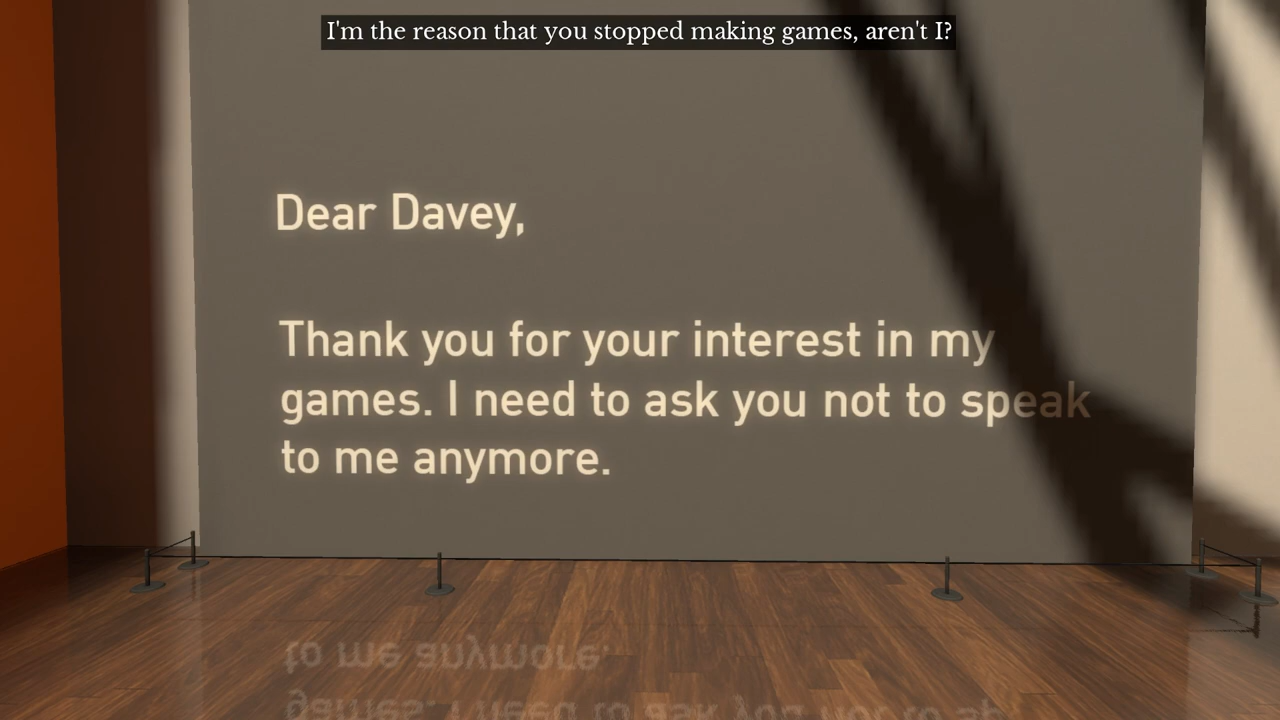 I'm the reason that you stopped making games, aren't I?
Dear Davey,
Thank you for your interest in my
games. I need to ask you not to speak
to me anymore.